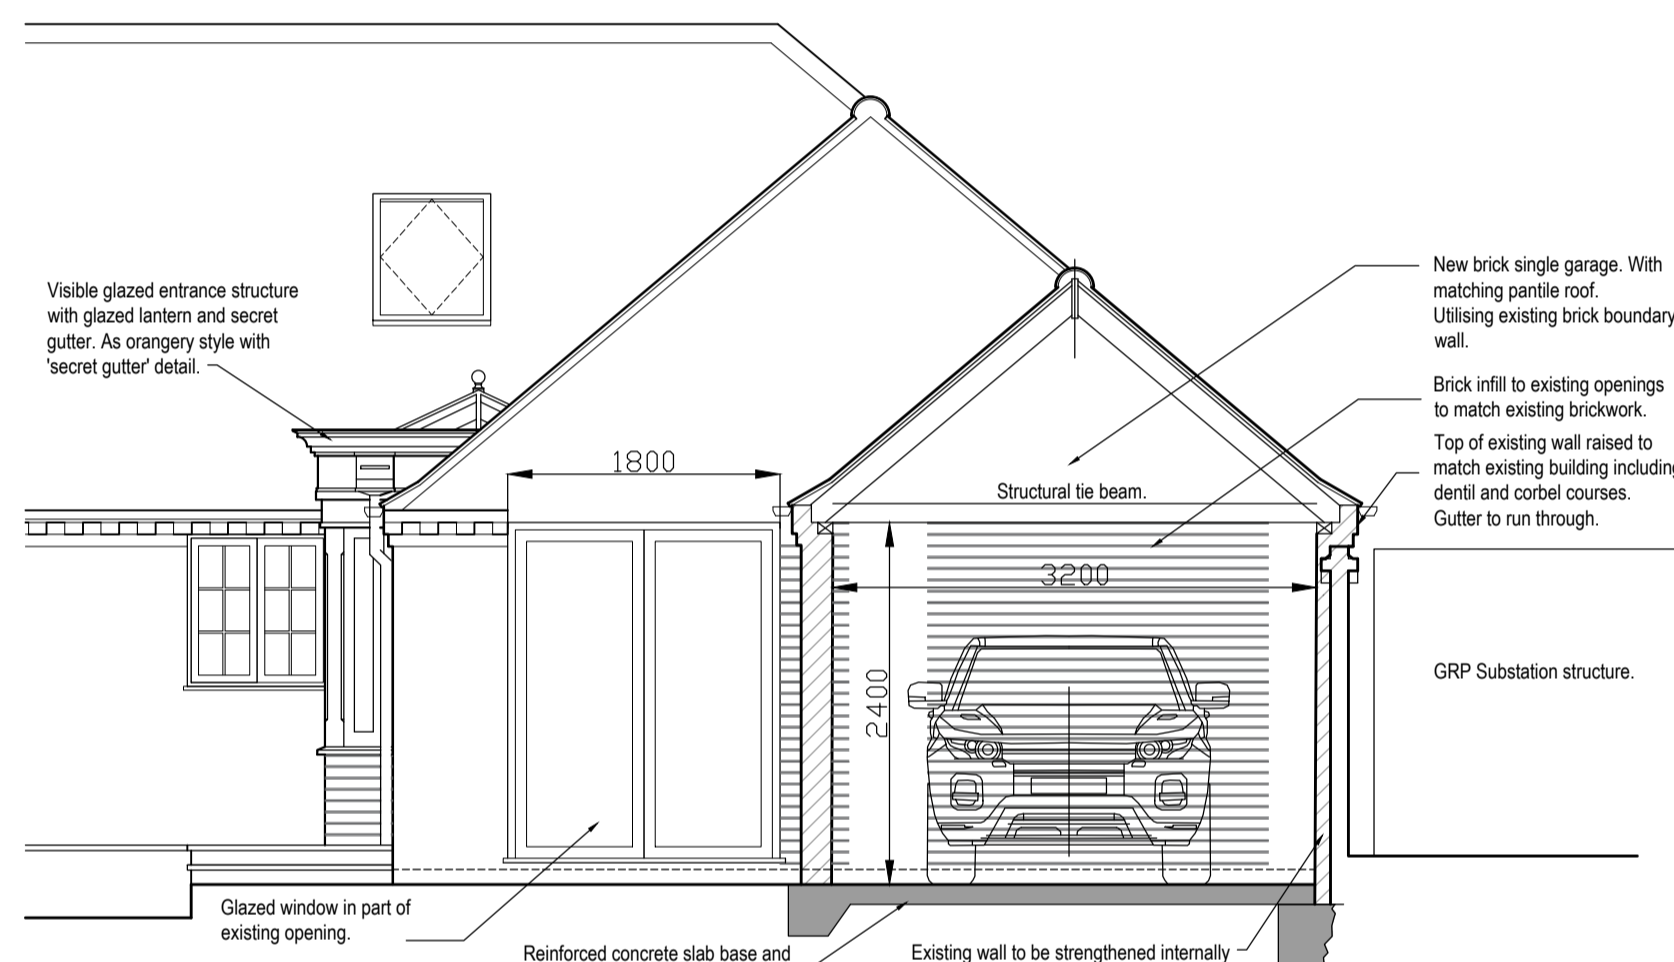 Visible glazed entrance structure
with glazed lantern and secret
gutter. As orangery style with
'secret gutter' detail.
1800
Structural tie beam.
3200
2400
New brick single garage. With
matching pantile roof.
Utilising existing brick boundary
wall.
Brick infill to existing openings
to match existing brickwork.
Top of existing wall raised to
match existing building including
dentil and corbel courses.
Gutter to run through.
GRP Substation structure.
Glazed window in part of
existing opening.
Reinforced concrete slab base and
Existing wall to be strengthened internally